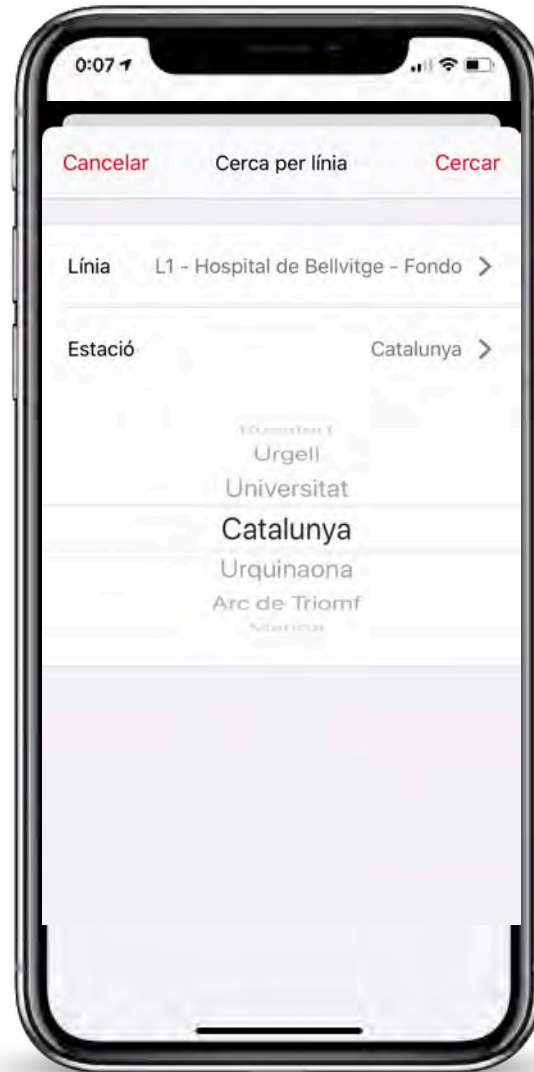 0:07
Cancelar Cerca per línia Cercar
Línia L1 - Hospital de Bellvitge - Fondo
Estació Catalunya
Urgell
Universitat
Catalunya
Urquinaona
Arc de Triomf